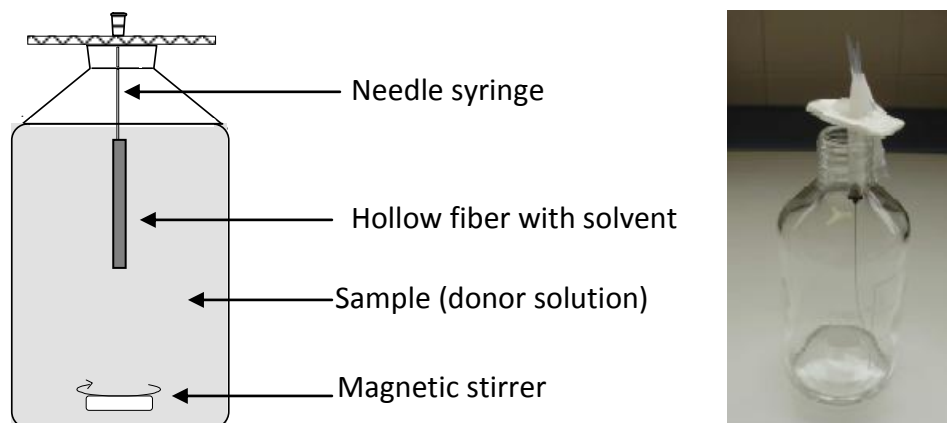 Needle syringe
Hollow fiber with solvent
Sample (donor solution)
Magnetic stirrer